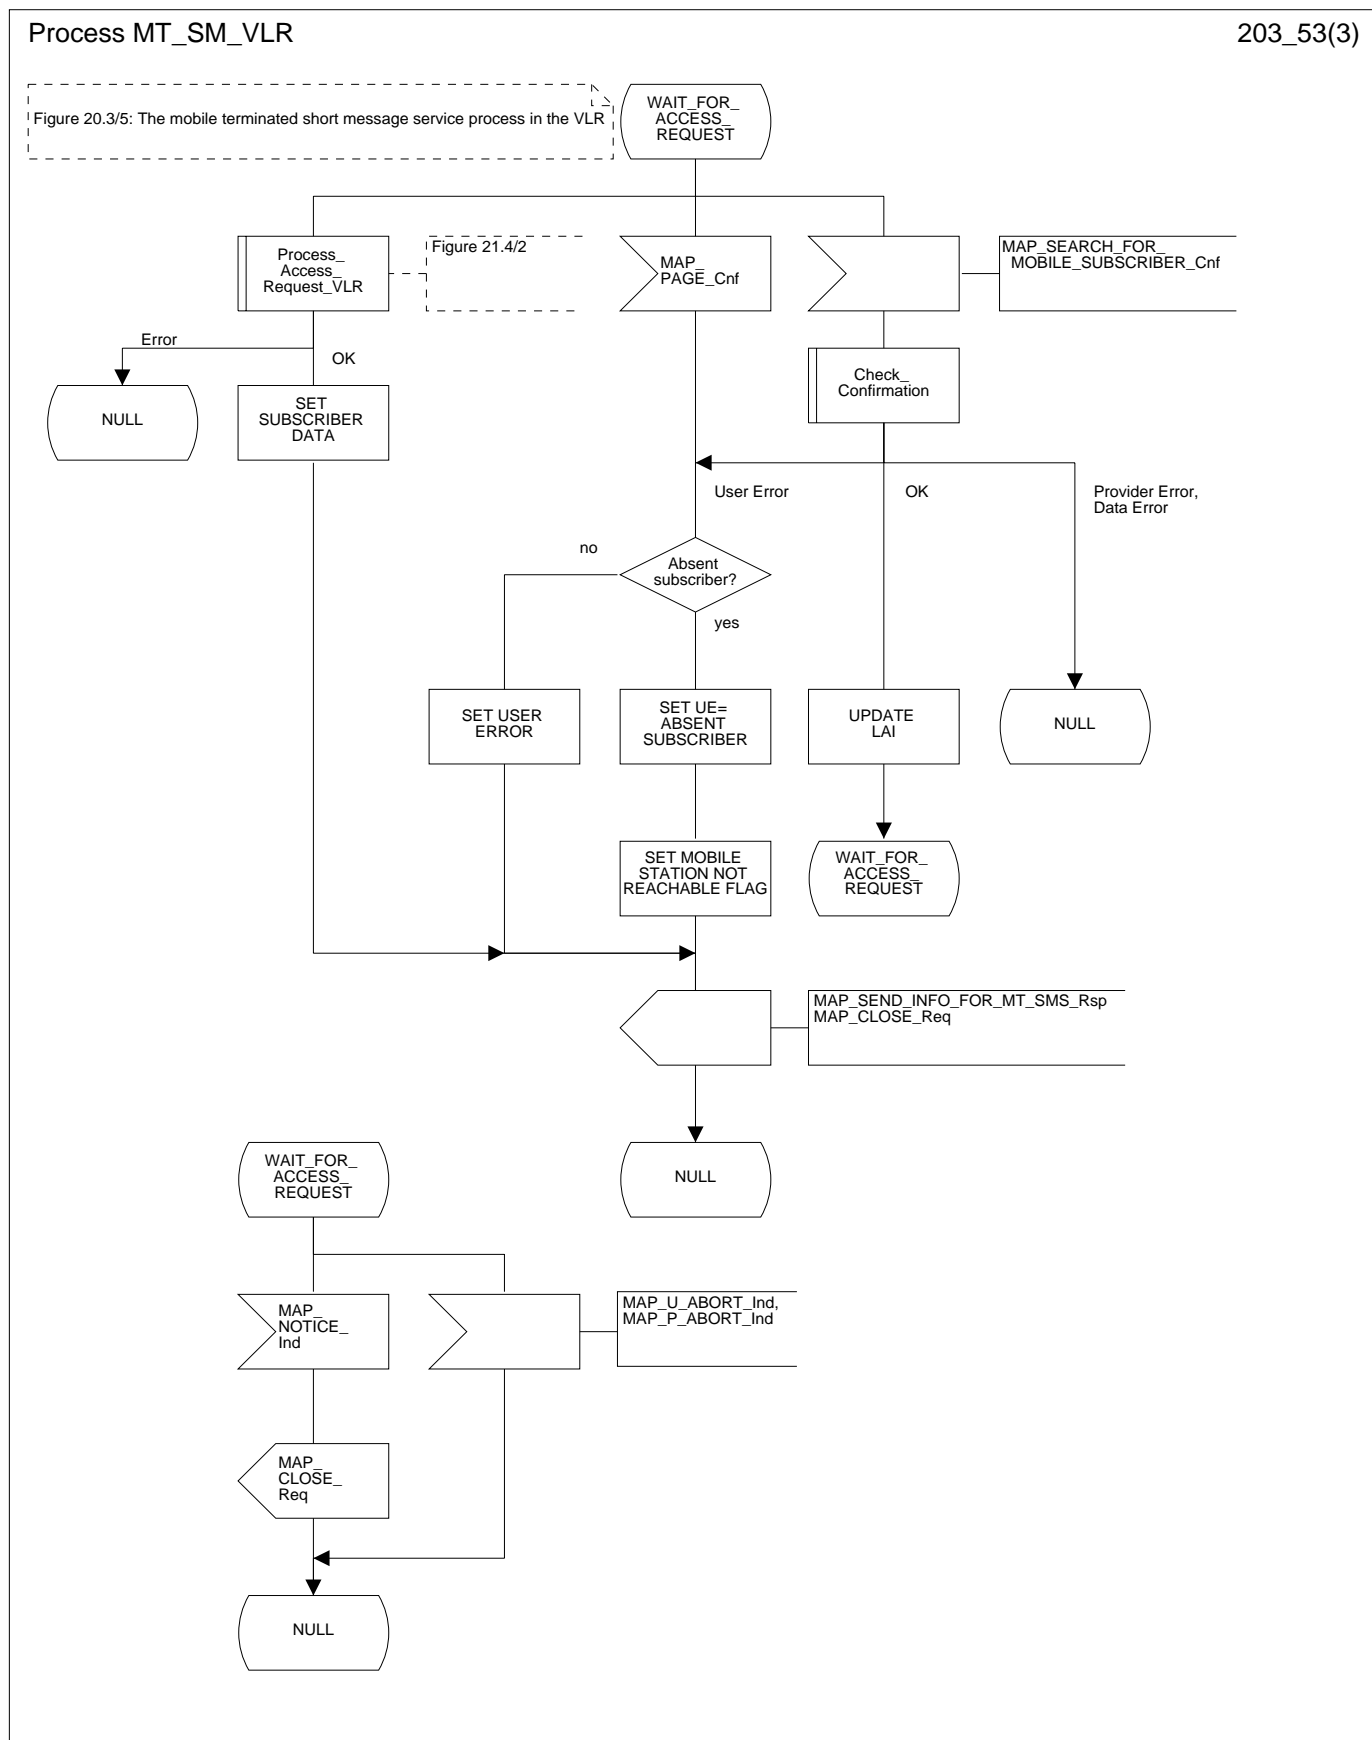 Process MT_SM_VLR
203_53(3)
Figure 20.3/5: The mobile terminated short message service process in the VLR
WAIT_FOR_
ACCESS_
REQUEST
Process_
Access_
Request_VLR
Figure 21.4/2
MAP_
PAGE_Cnf
MAP_SEARCH_FOR_
MOBILE_SUBSCRIBER_Cnf
Error
OK
Check_
Confirmation
NULL
SET
SUBSCRIBER
DATA
User Error
OK
Provider Error,
Data Error
no
Absent
subscriber?
yes
SET USER
ERROR
SET UE=
ABSENT
SUBSCRIBER
UPDATE
LAI
NULL
SET MOBILE
STATION NOT
REACHABLE FLAG
WAIT_FOR_
ACCESS_
REQUEST
MAP_SEND_INFO_FOR_MT_SMS_Rsp
MAP_CLOSE_Req
WAIT_FOR_
ACCESS_
REQUEST
NULL
MAP_
NOTICE_
Ind
MAP_U_ABORT_Ind,
MAP_P_ABORT_Ind
MAP_
CLOSE_
Req
NULL